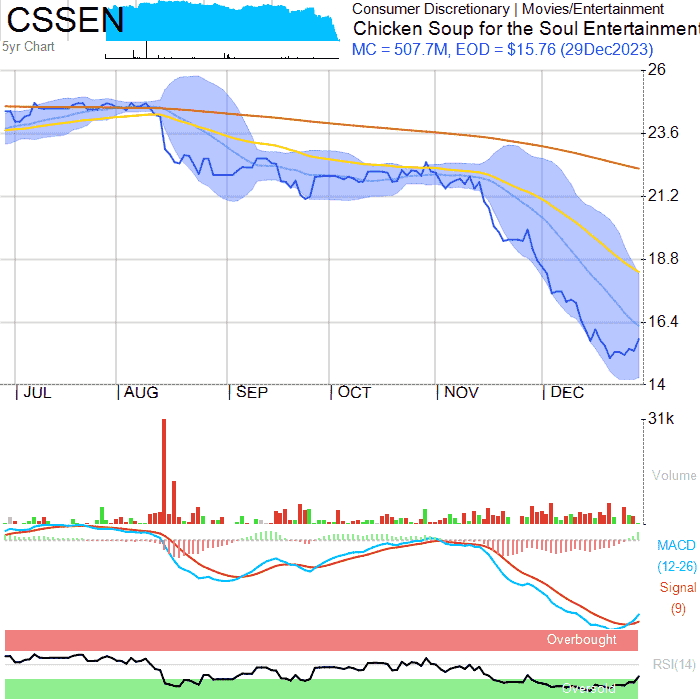 CSSEN
5yr Chart
Consumer Discretionary | Movies/Entertainment
Chicken Soup for the Soul Entertainment
MC = 507.7M, EOD = $15.76 (29Dec2023)
26
23.6
21.2
18.8
16.4
14
JUL AUG SEP OCT NOV DEC
31k
Volume
MACD
(12-26)
Signal
(9)
Overbought
RSI(14)
Oversold